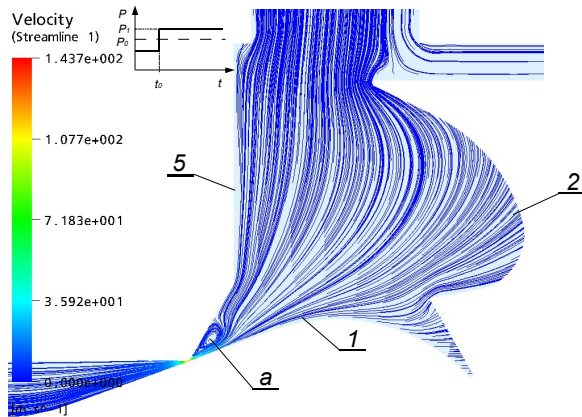 Velocity
(Streamline 1)
1.437e+002
1.077e+002
7.183e+001
3.592e+001
0.000e+000
P
P₁
P₀
t₀
t
5
2
1
a